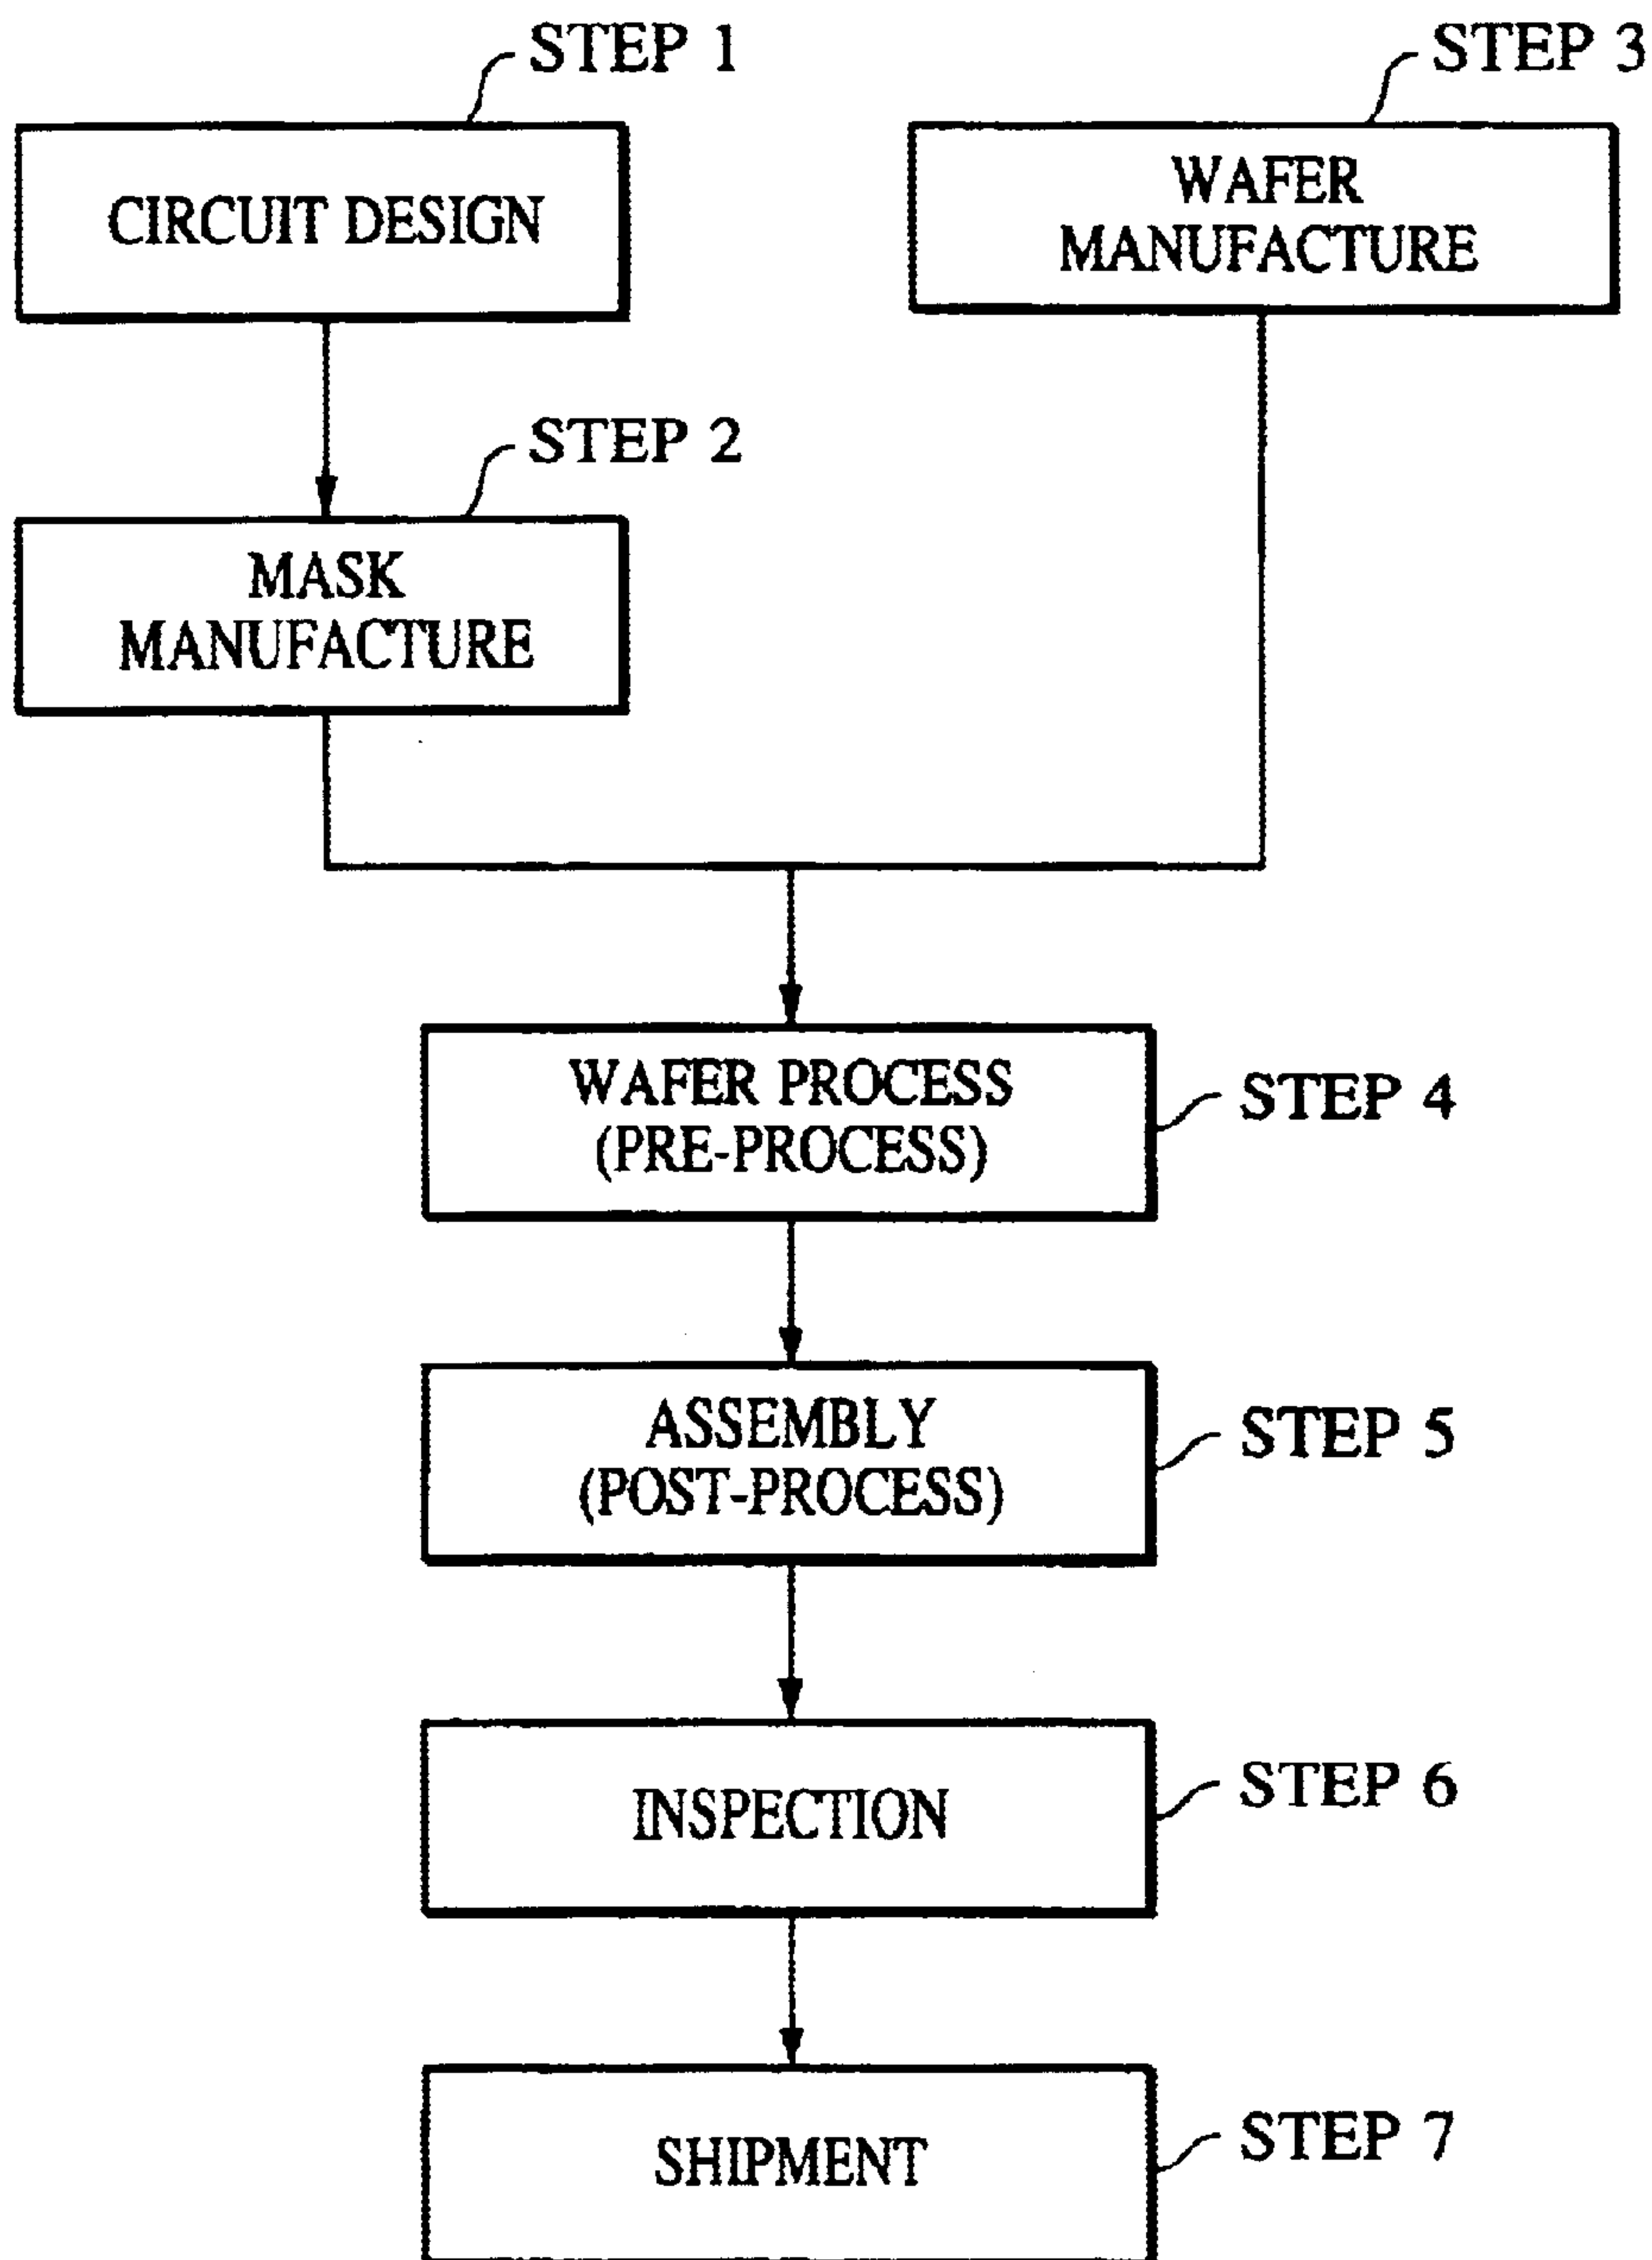 STEP 1
CIRCUIT DESIGN
STEP 3
WAFER
MANUFACTURE
STEP 2
MASK
MANUFACTURE
WAFER PROCESS
(PRE-PROCESS)
STEP 4
ASSEMBLY
(POST-PROCESS)
STEP 5
INSPECTION
STEP 6
SHIPMENT
STEP 7